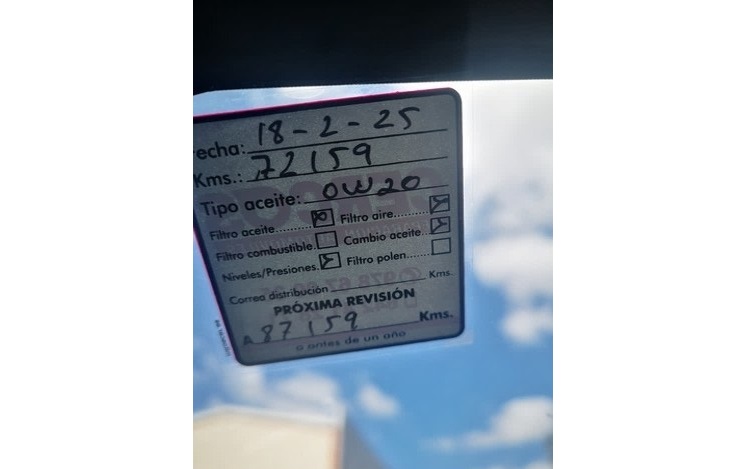 echa: 18-2-25
Kms.: 72159
Tipo aceite: 0W20
Filtro aceite Filtro aire
Filtro combustible. Cambio aceite
Niveles/Presiones. Filtro polen
Correa distribución Kms.
PRÓXIMA REVISIÓN
A 87159 Kms.
o antes de un año